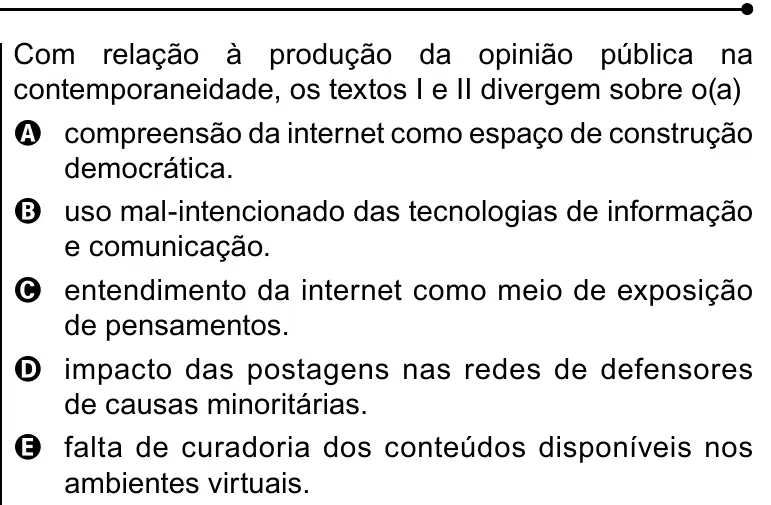 Com relação à produção da opinião pública na
contemporaneidade, os textos I e II divergem sobre o(a)
A compreensão da internet como espaço de construção
democrática.
B uso mal-intencionado das tecnologias de informação
e comunicação.
C entendimento da internet como meio de exposição
de pensamentos.
D impacto das postagens nas redes de defensores
de causas minoritárias.
E falta de curadoria dos conteúdos disponíveis nos
ambientes virtuais.